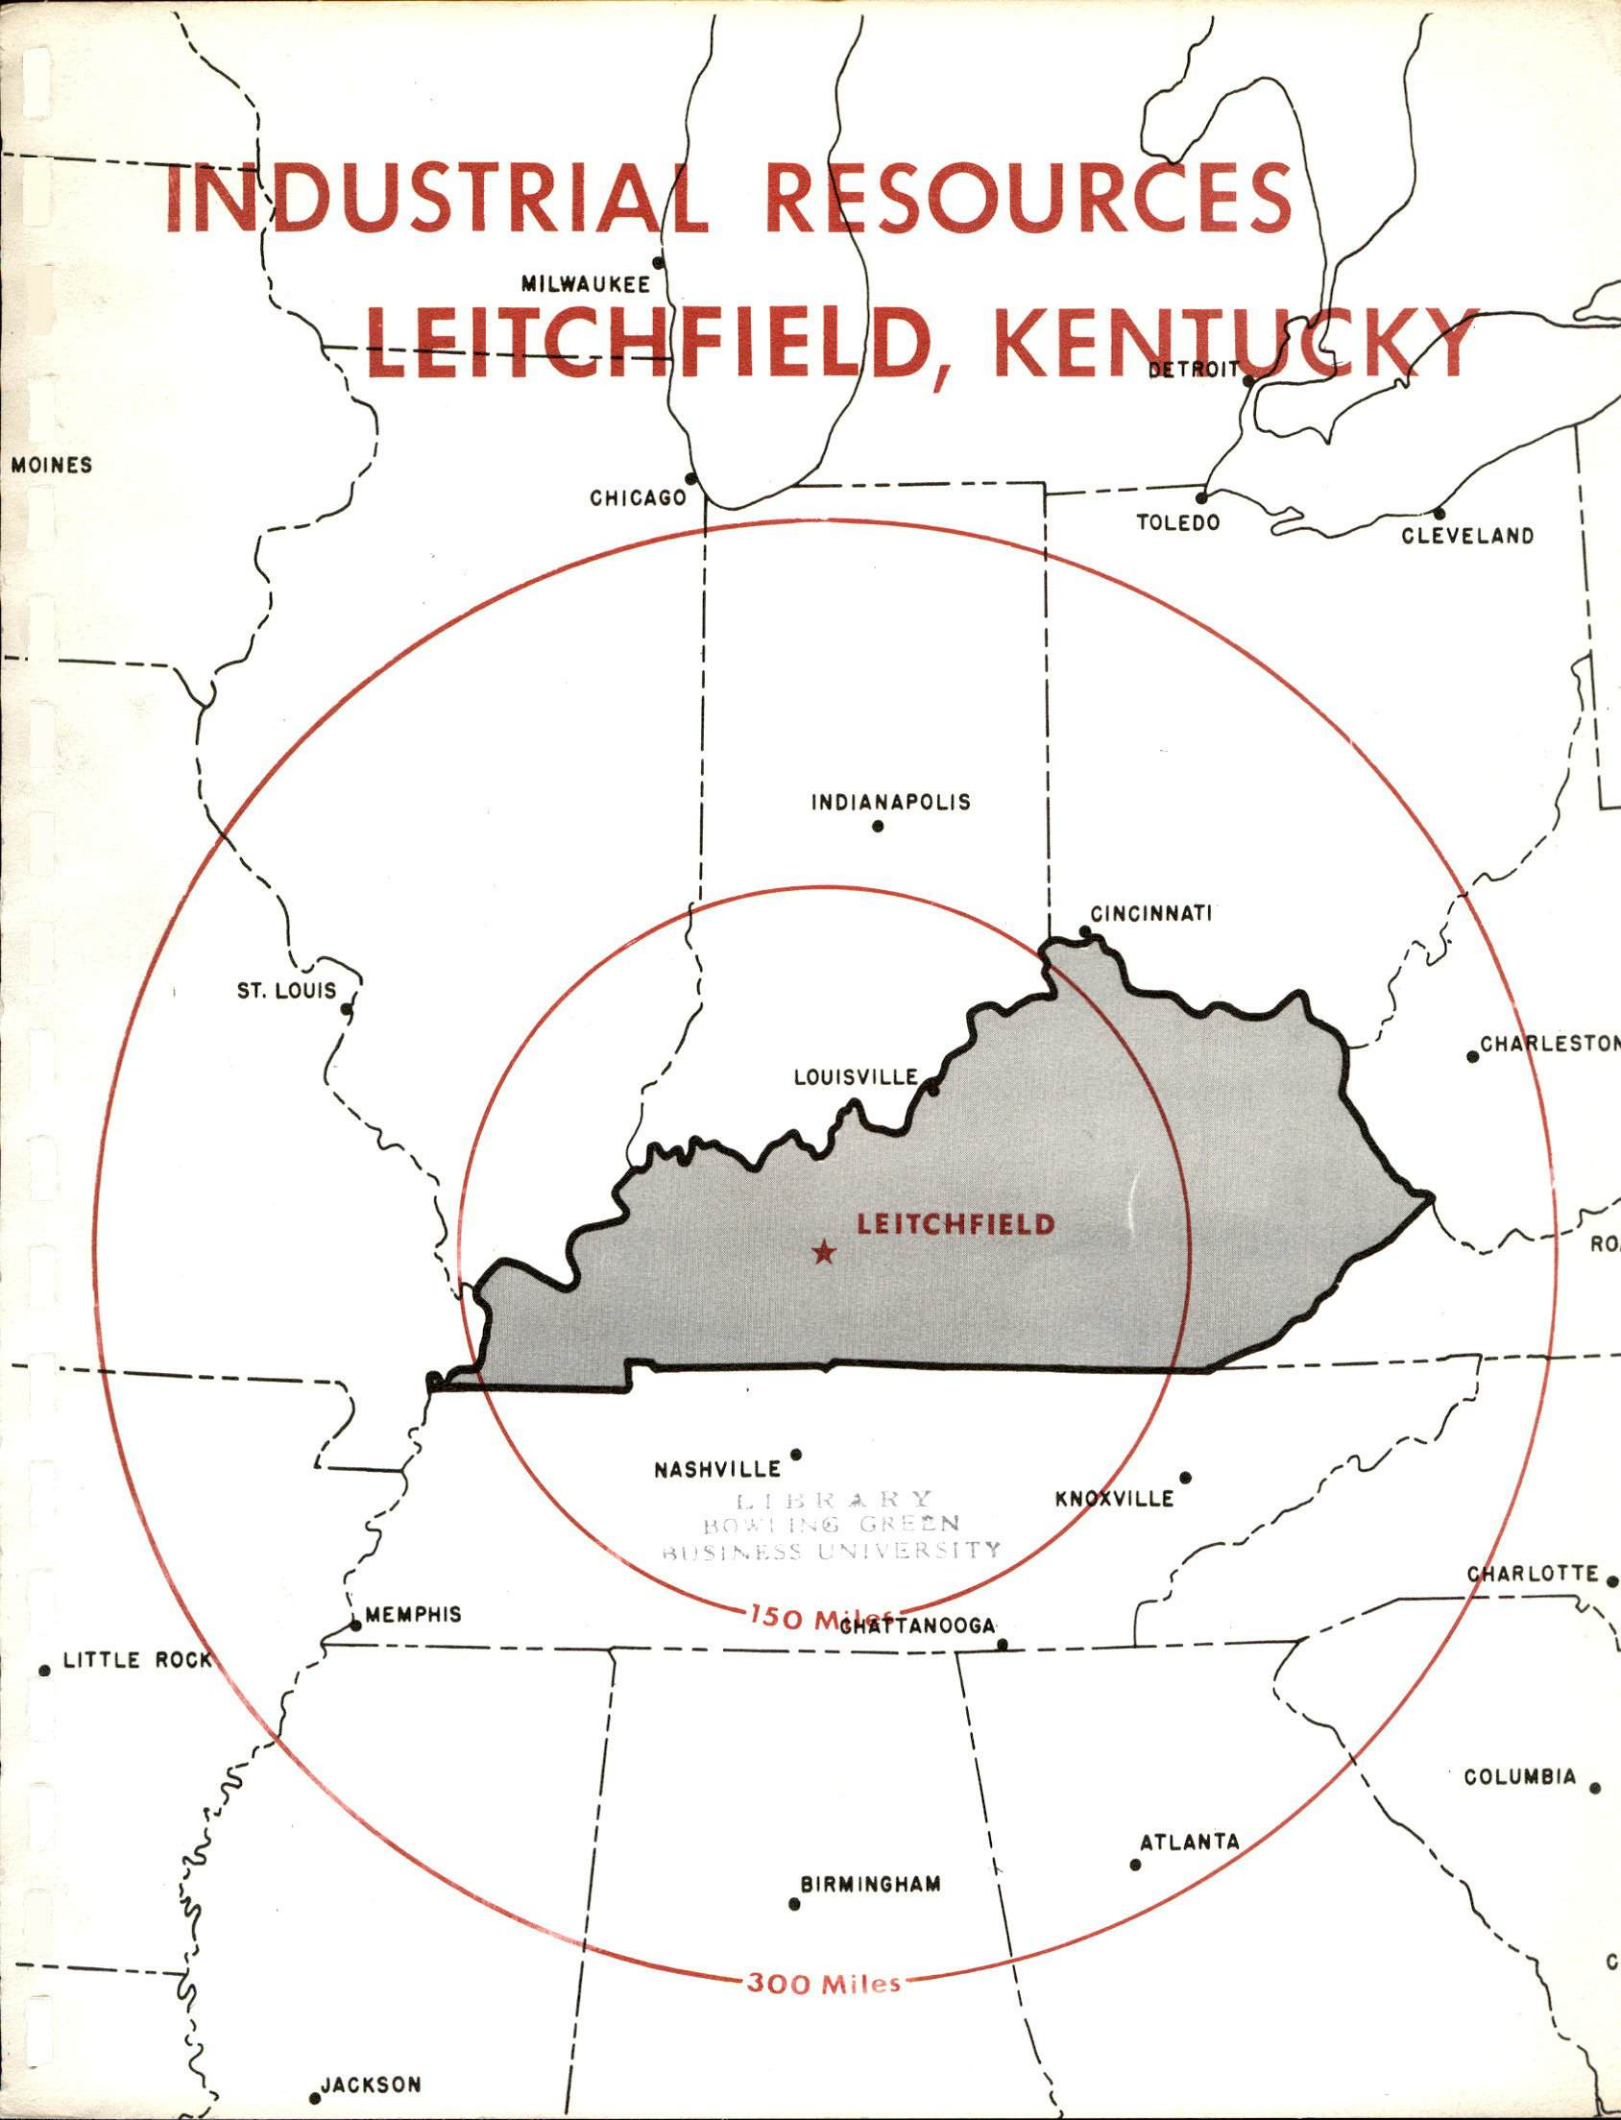 INDUSTRIAL RESOURCES
MILWAUKEE
LEITCHFIELD, KENTUCKY
DETROIT
MOINES
CHICAGO
TOLEDO
CLEVELAND
INDIANAPOLIS
CINCINNATI
ST. LOUIS
CHARLESTON
LOUISVILLE
LEITCHFIELD
RO
NASHVILLE
KNOXVILLE
LIBRARY
BOWLING GREEN
BUSINESS UNIVERSITY
CHARLOTTE
150 Miles
MEMPHIS
CHATTANOOGA
LITTLE ROCK
COLUMBIA
ATLANTA
BIRMINGHAM
C
300 Miles
JACKSON